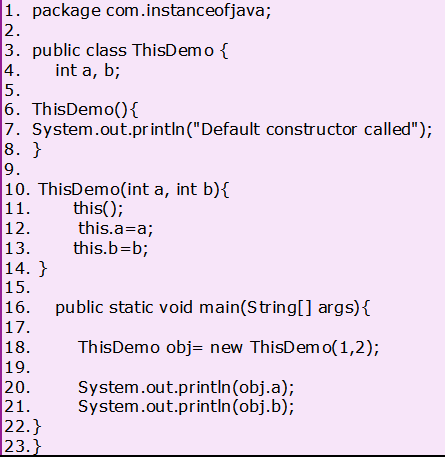 1. package com.instanceofjava;
2.
3. public class ThisDemo {
4. int a, b;
5.
6. ThisDemo(){
7. System.out.println("Default constructor called");
8. }
9.
10. ThisDemo(int a, int b){
11. this();
12. this.a=a;
13. this.b=b;
14. }
15.
16. public static void main(String[] args){
17.
18. ThisDemo obj= new ThisDemo(1,2);
19.
20. System.out.println(obj.a);
21. System.out.println(obj.b);
22.}
23.}